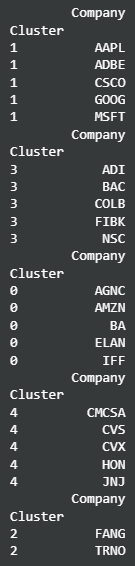 Company
Cluster
1 AAPL
1 ADBE
1 CSCO
1 GOOG
1 MSFT
Company
Cluster
3 ADI
3 BAC
3 COLB
3 FIBK
3 NSC
Company
Cluster
0 AGNC
0 AMZN
0 BA
0 ELAN
0 IFF
Company
Cluster
4 CMCSA
4 CVS
4 CVX
4 HON
4 JNJ
Company
Cluster
2 FANG
2 TRNO